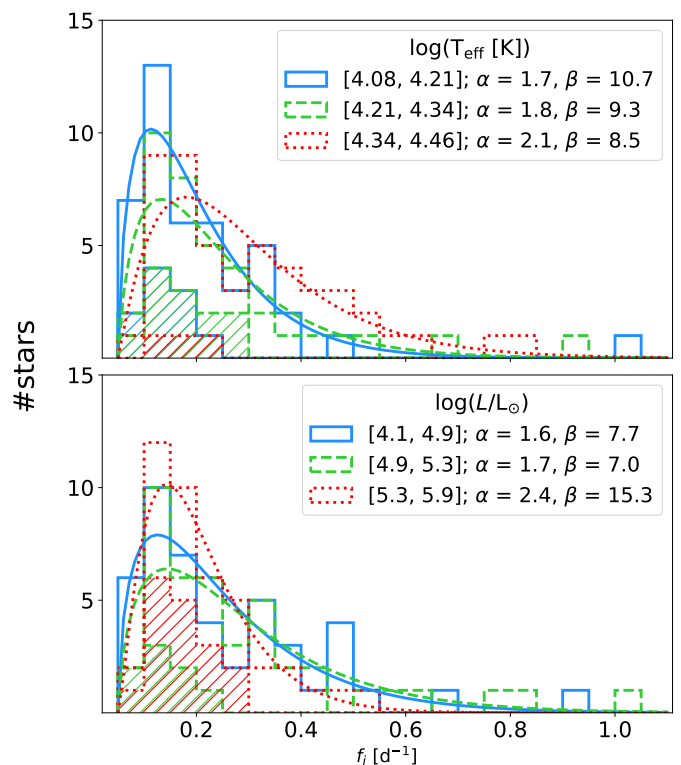 15
10
5
log(T_eff [K])
[4.08, 4.21]; α = 1.7, β = 10.7
[4.21, 4.34]; α = 1.8, β = 9.3
[4.34, 4.46]; α = 2.1, β = 8.5
#stars
15
10
5
log(L/L_⊙)
[4.1, 4.9]; α = 1.6, β = 7.7
[4.9, 5.3]; α = 1.7, β = 7.0
[5.3, 5.9]; α = 2.4, β = 15.3
0.2 0.4 0.6 0.8 1.0
f_i [d⁻¹]